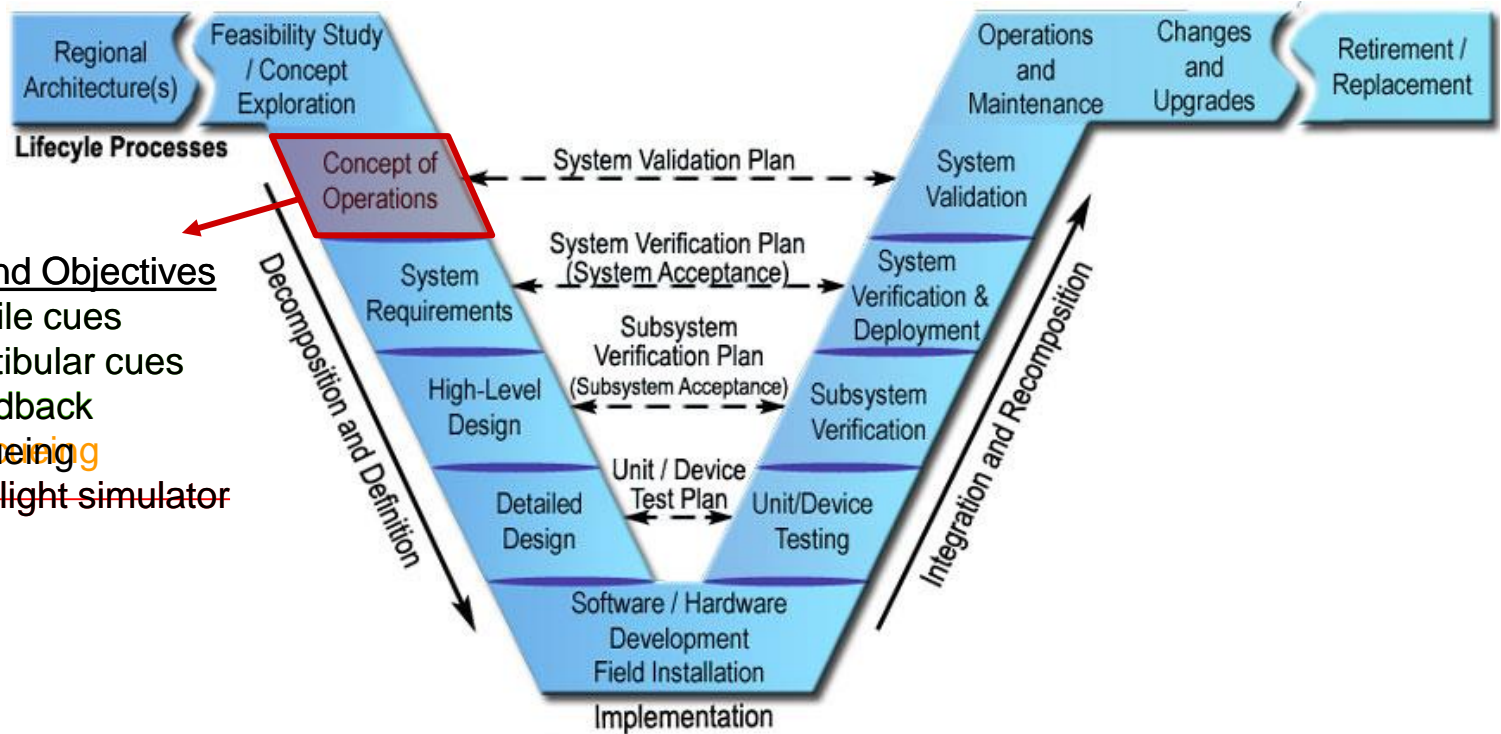 Regional
Architecture(s)
Feasibility Study
/ Concept
Exploration
Operations
and
Maintenance
Changes
and
Upgrades
Retirement /
Replacement
Lifecyle Processes
Concept of
Operations
System Validation Plan
System
Validation
nd Objectives
ile cues
tibular cues
dback
eing
light simulator
Decomposition and Definition
System
Requirements
System Verification Plan
(System Acceptance)
System
Verification &
Deployment
High-Level
Design
Subsystem
Verification Plan
(Subsystem Acceptance)
Subsystem
Verification
Detailed
Design
Unit / Device
Test Plan
Unit/Device
Testing
Integration and Recomposition
Software / Hardware
Development
Field Installation
Implementation